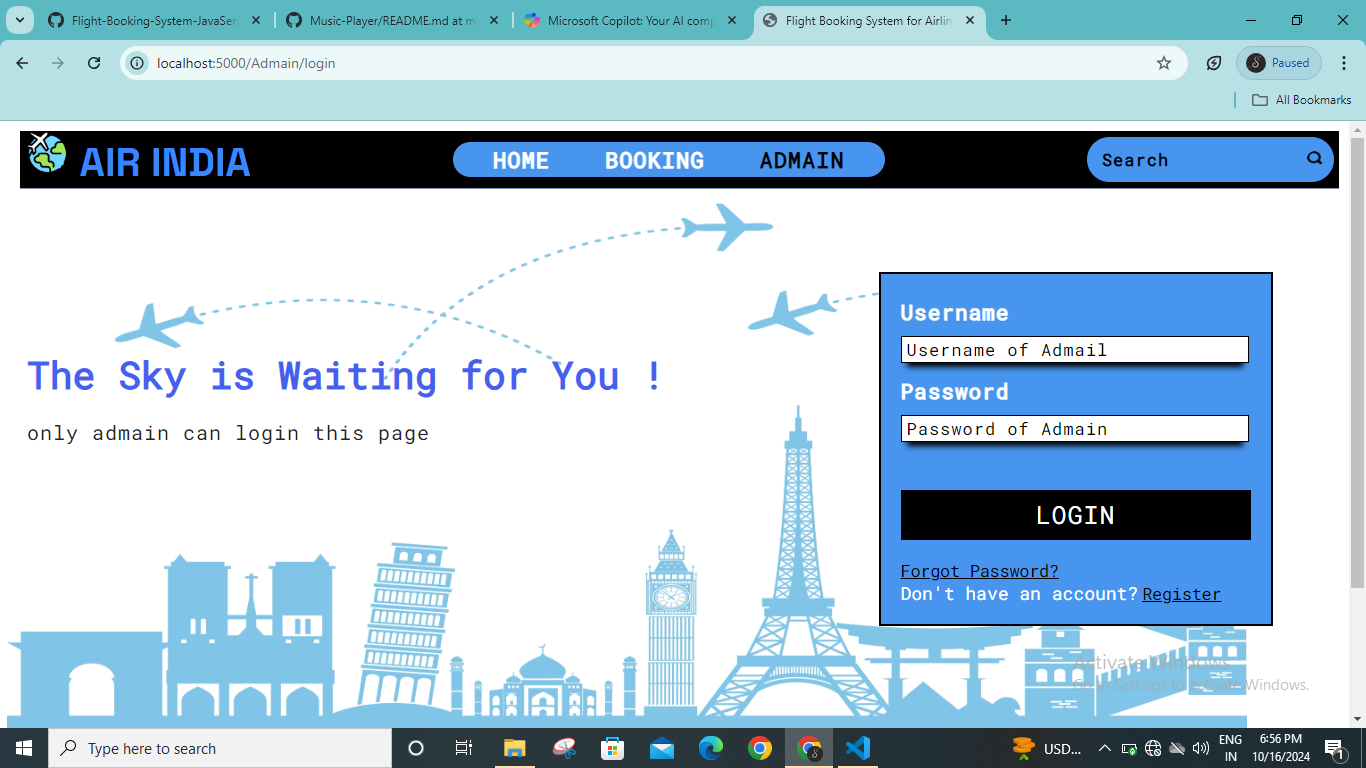 Flight-Booking-System-JavaSer
Music-Player/README.md at m
Microsoft Copilot: Your AI comp
Flight Booking System for Airlin
localhost:5000/Admain/login
Paused
All Bookmarks
AIR INDIA
HOME BOOKING ADMAIN
Search
The Sky is Waiting for You !
only admain can login this page
Username
Username of Admail
Password
Password of Admain
LOGIN
Forgot Password?
Don't have an account? Register
Activate Windows
Go to Settings to activate Windows.
Type here to search
USD...
ENG
IN
6:56 PM
10/16/2024
1